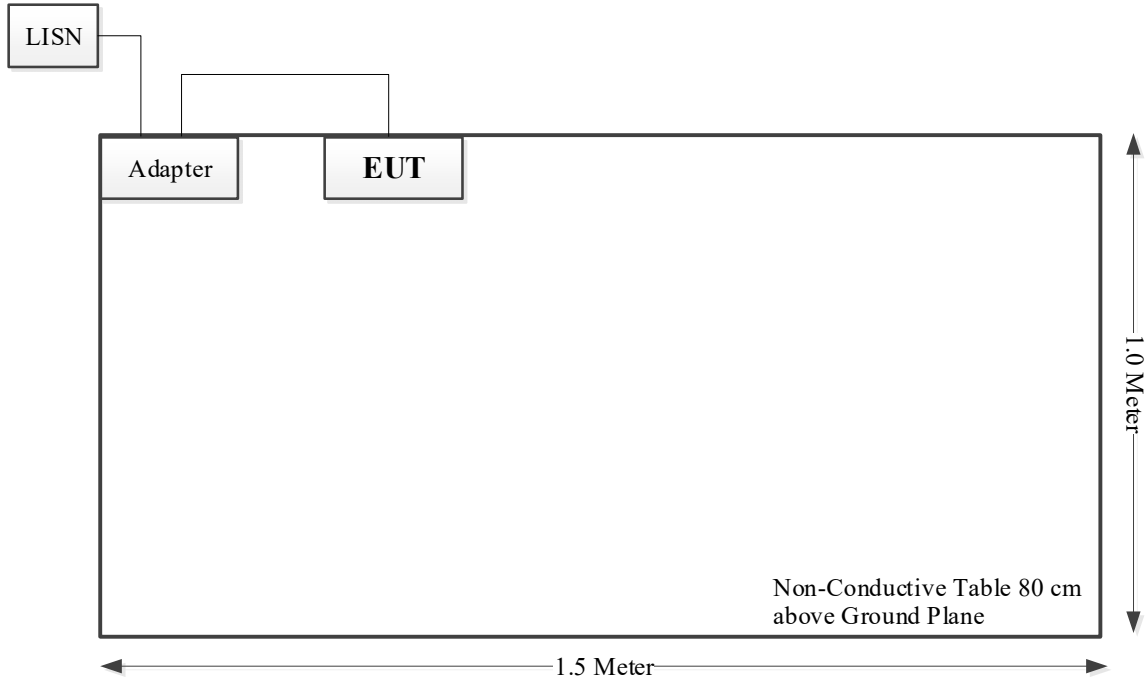 LISN
Adapter
EUT
1.0 Meter
Non-Conductive Table 80 cm
above Ground Plane
1.5 Meter